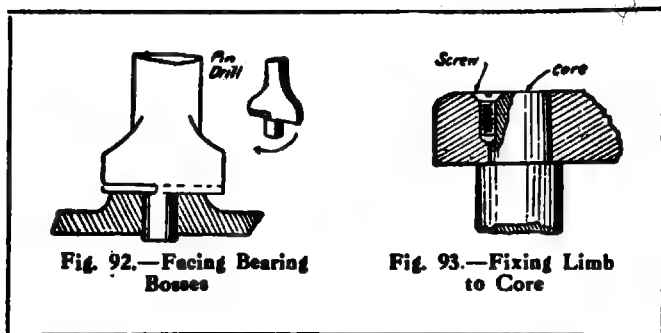 Pin
Drill
Screw
core
Fig. 92.—Facing Bearing
Bosses
Fig. 93.—Fixing Limb
to Core